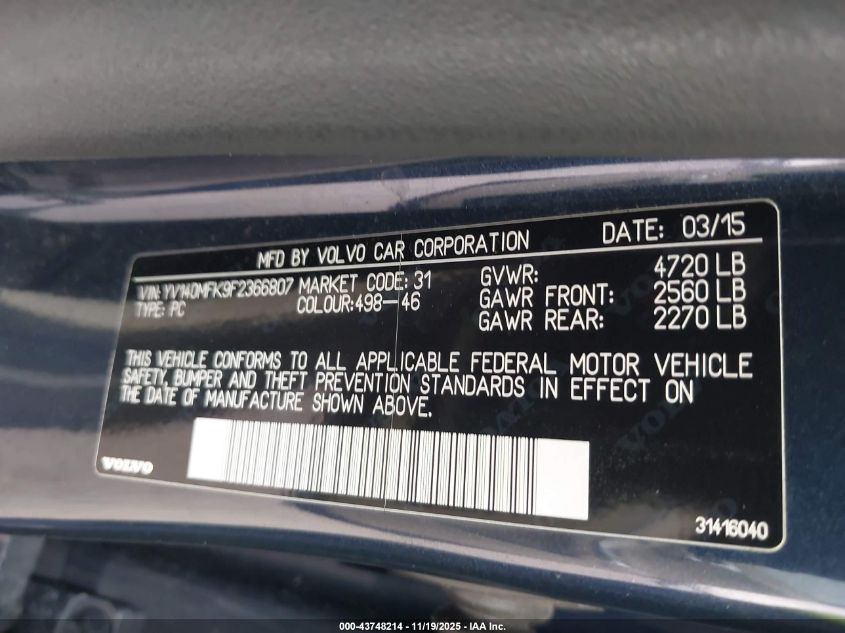 MFD BY VOLVO CAR CORPORATION DATE: 03/15
VIN: YV140MFK9F2366807 MARKET CODE: 31 GVWR: 4720 LB
TYPE: PC COLOUR:498-46 GAWR FRONT: 2560 LB
GAWR REAR: 2270 LB
THIS VEHICLE CONFORMS TO ALL APPLICABLE FEDERAL MOTOR VEHICLE
SAFETY, BUMPER AND THEFT PREVENTION STANDARDS IN EFFECT ON
THE DATE OF MANUFACTURE SHOWN ABOVE.
VOLVO
31416040
000-43748214 - 11/19/2025 - IAA Inc.